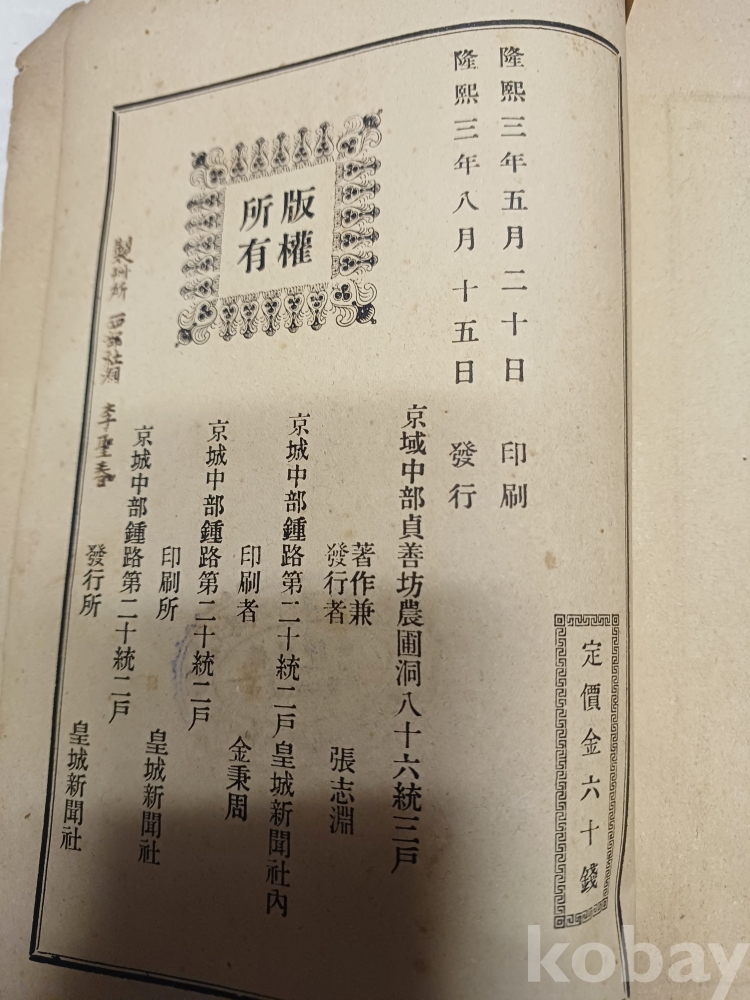 定價金六十錢
隆熙三年五月二十日 印刷
隆熙三年八月十五日 發行
版權
所有
京域中部貞善坊農圃洞八十六統三戶
著作兼
發行者 張志淵
京城中部鍾路第二十統二戶皇城新聞社內
印刷者 金秉周
京城中部鍾路第二十統二戶
印刷所 皇城新聞社
京城中部鍾路第二十統二戶
發行所 皇城新聞社
李聖春
kobay